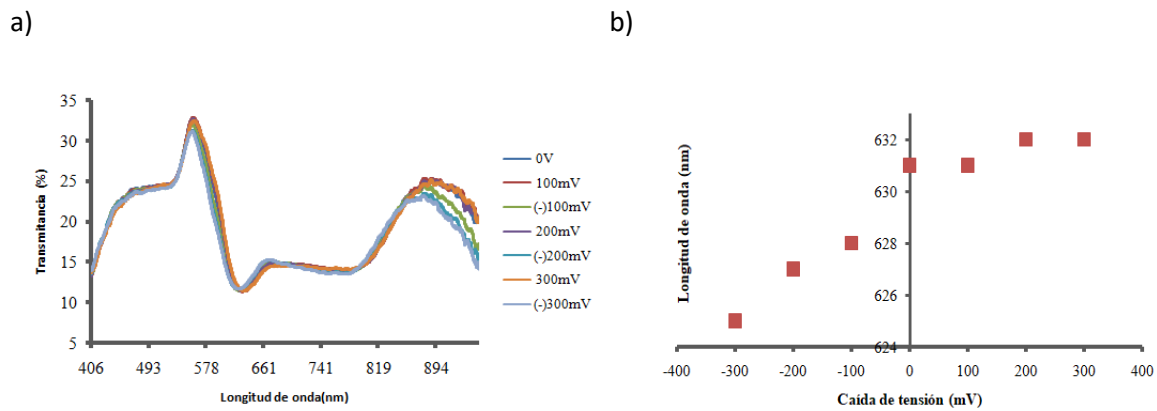 a)
b)
Transmitancia (%)
35
30
25
20
15
10
5
406 493 578 661 741 819 894
Longitud de onda(nm)
0V
100mV
(-)100mV
200mV
(-)200mV
300mV
(-)300mV
Longitud de onda (nm)
632
630
628
626
624
-400 -300 -200 -100 0 100 200 300 400
Caída de tensión (mV)